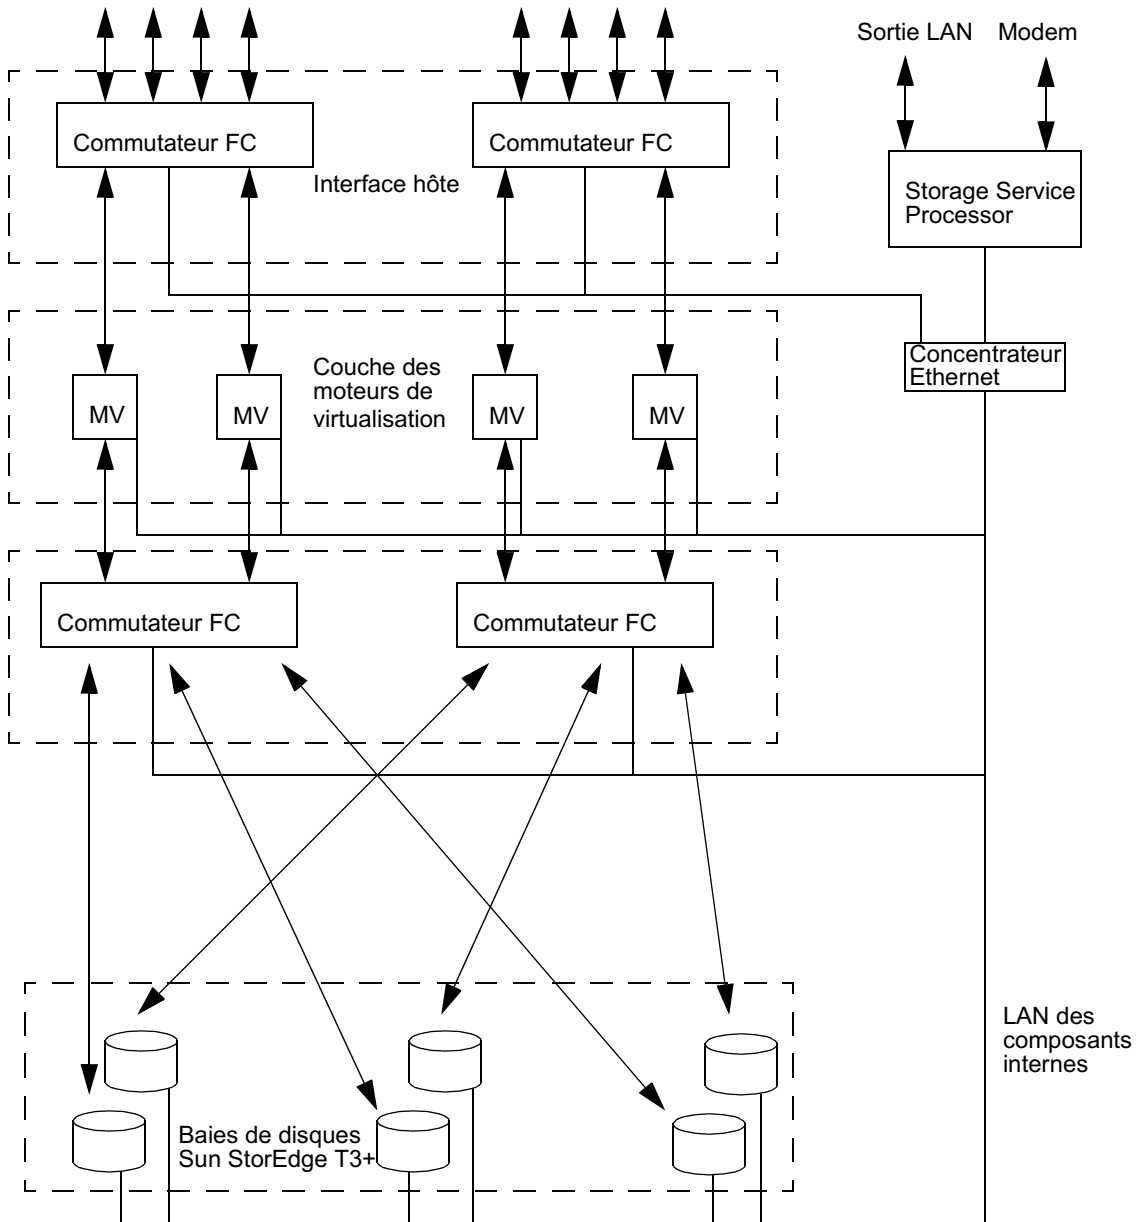 Sortie LAN
Modem
Commutateur FC
Commutateur FC
Interface hôte
Storage Service
Processor
Concentrateur
Ethernet
Couche des
moteurs de
virtualisation
MV
MV
MV
MV
Commutateur FC
Commutateur FC
LAN des
composants
internes
Baies de disques
Sun StorEdge T3+